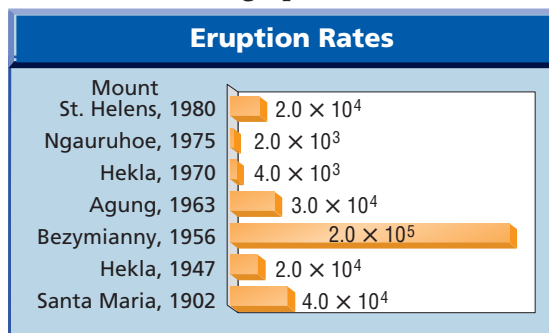 Eruption Rates
Mount
St. Helens, 1980 2.0 × 10⁴
Ngauruhoe, 1975 2.0 × 10³
Hekla, 1970 4.0 × 10³
Agung, 1963 3.0 × 10⁴
Bezymianny, 1956 2.0 × 10⁵
Hekla, 1947 2.0 × 10⁴
Santa Maria, 1902 4.0 × 10⁴